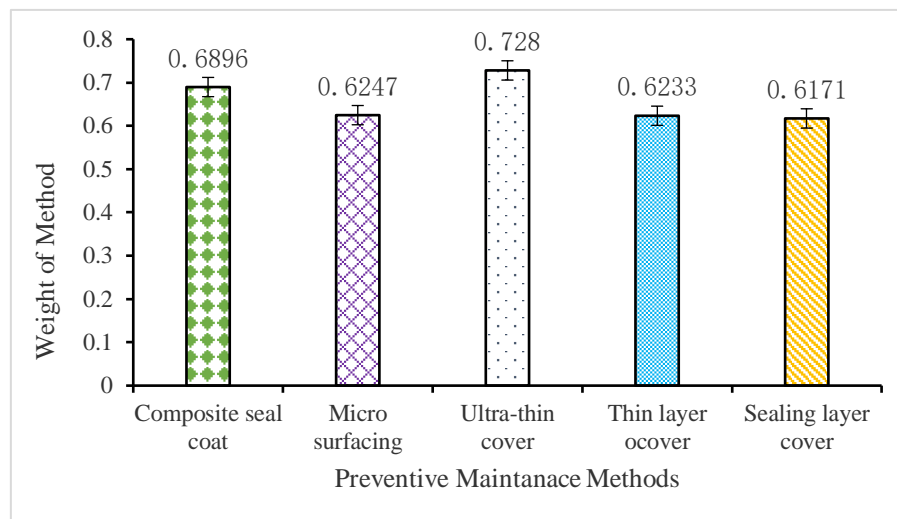 0.8
0.7
0.6
0.5
0.4
0.3
0.2
0.1
0
Weight of Method
0.6896
0.6247
0.728
0.6233
0.6171
Composite seal
coat
Micro
surfacing
Ultra-thin
cover
Thin layer
ocover
Sealing layer
cover
Preventive Maintanace Methods